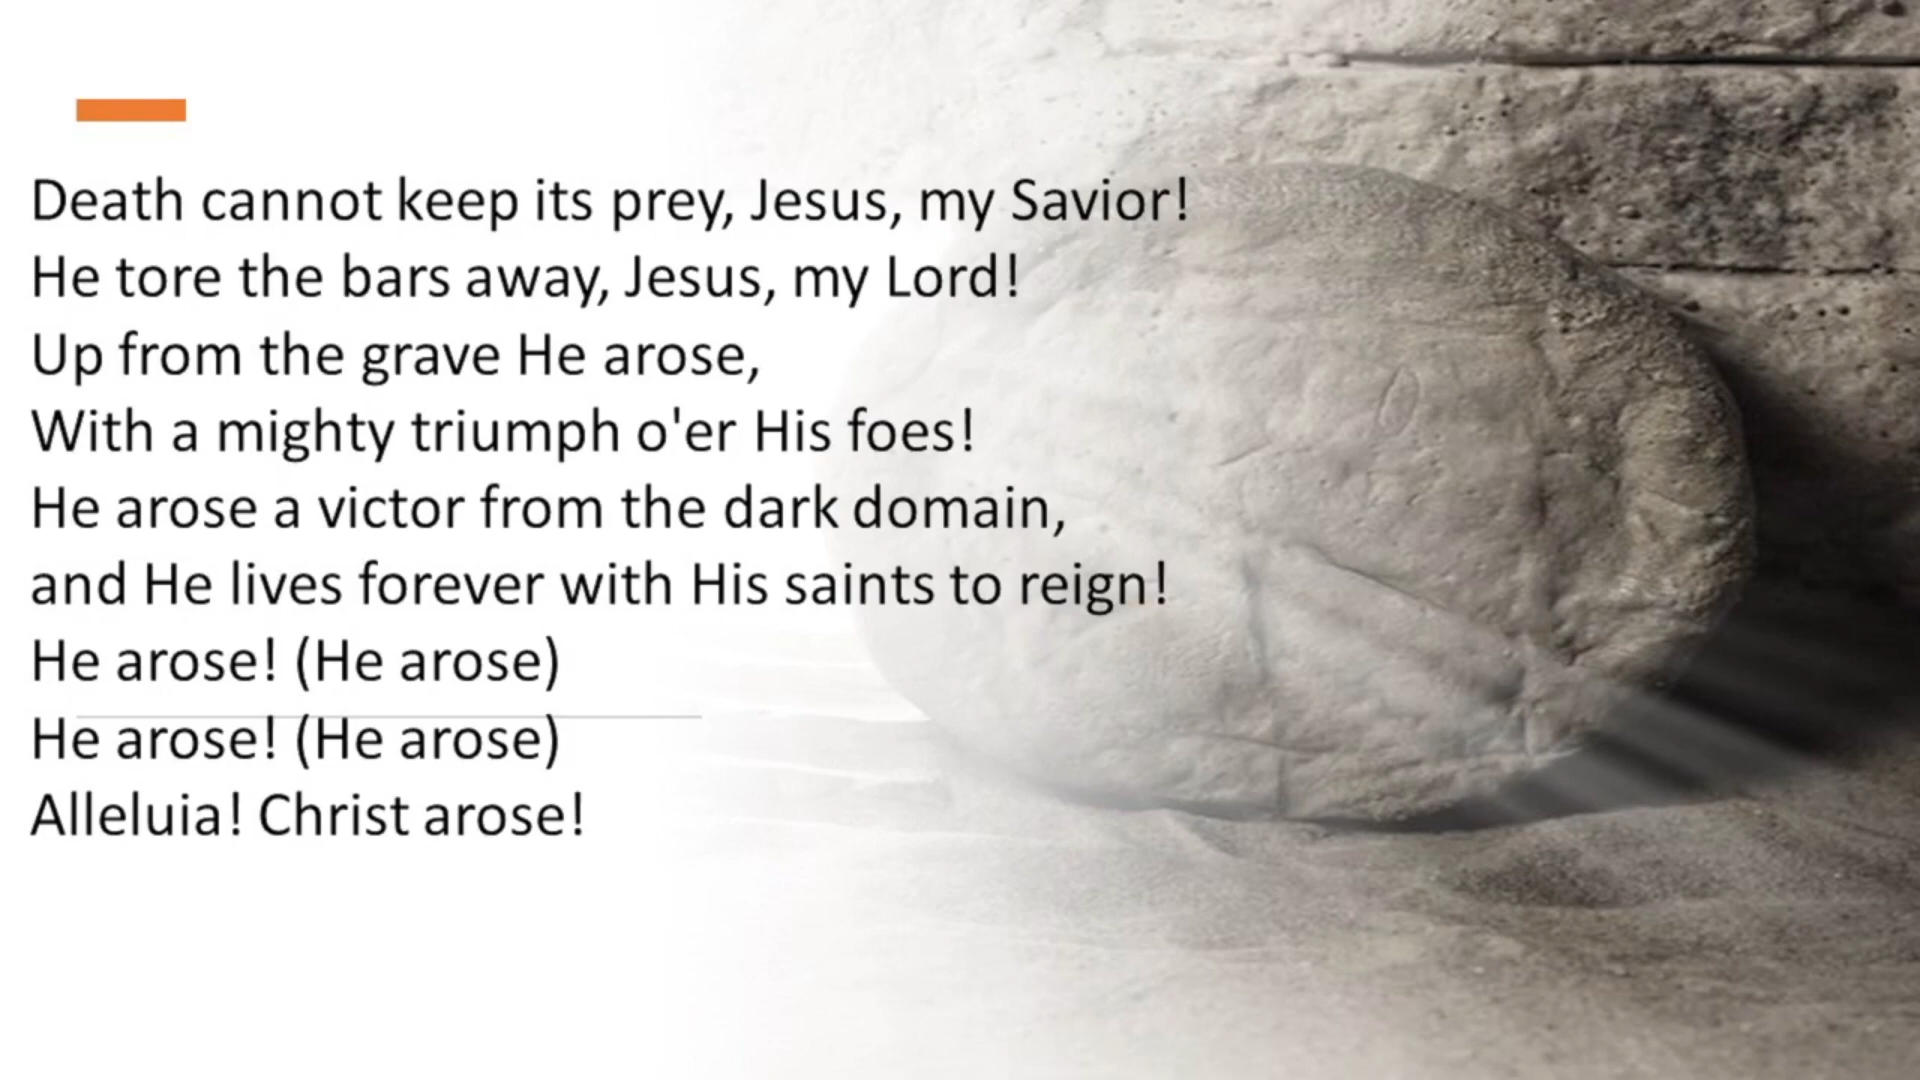 Death cannot keep its prey, Jesus, my Savior!
He tore the bars away, Jesus, my Lord!
Up from the grave He arose,
With a mighty triumph o'er His foes!
He arose a victor from the dark domain,
and He lives forever with His saints to reign!
He arose! (He arose)
He arose! (He arose)
Alleluia! Christ arose!